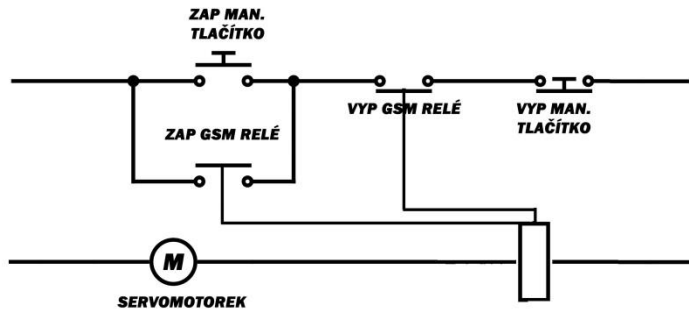 ZAP MAN.
TLAČÍTKO
ZAP GSM RELÉ
VYP GSM RELÉ
VYP MAN.
TLAČÍTKO
M
SERVOMOTOREK